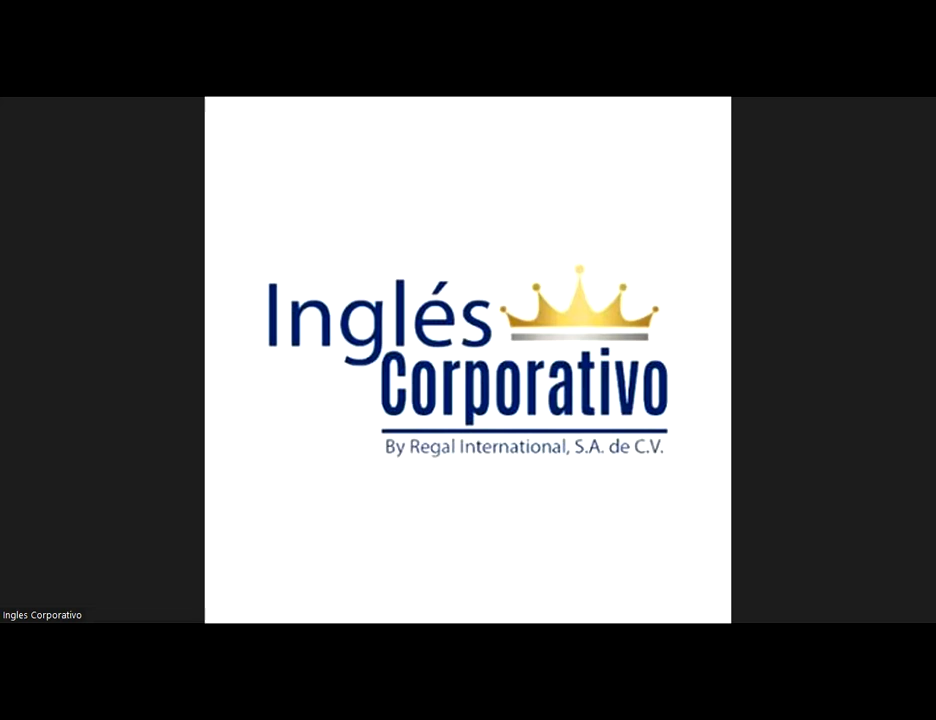 Inglés
Corporativo
By Regal International, S.A. de C.V.
Ingles Corporativo